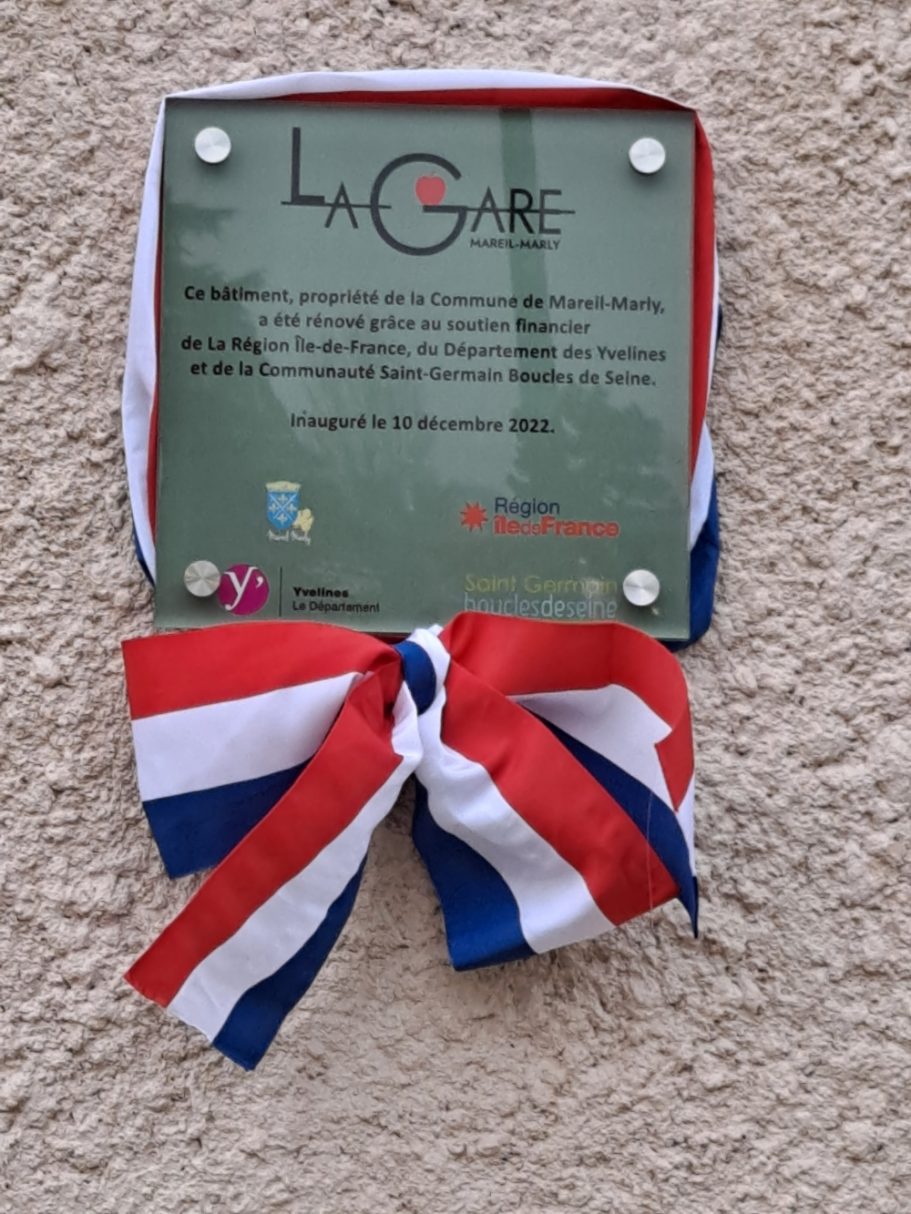 LA GARE
MAREIL-MARLY
Ce bâtiment, propriété de la Commune de Mareil-Marly,
a été rénové grâce au soutien financier
de La Région Île-de-France, du Département des Yvelines
et de la Communauté Saint-Germain Boucles de Seine.
Inauguré le 10 décembre 2022.
Mareil Marly
Région
îledeFrance
y'
Yvelines
Le Département
Saint Germain
bouclesdeseine